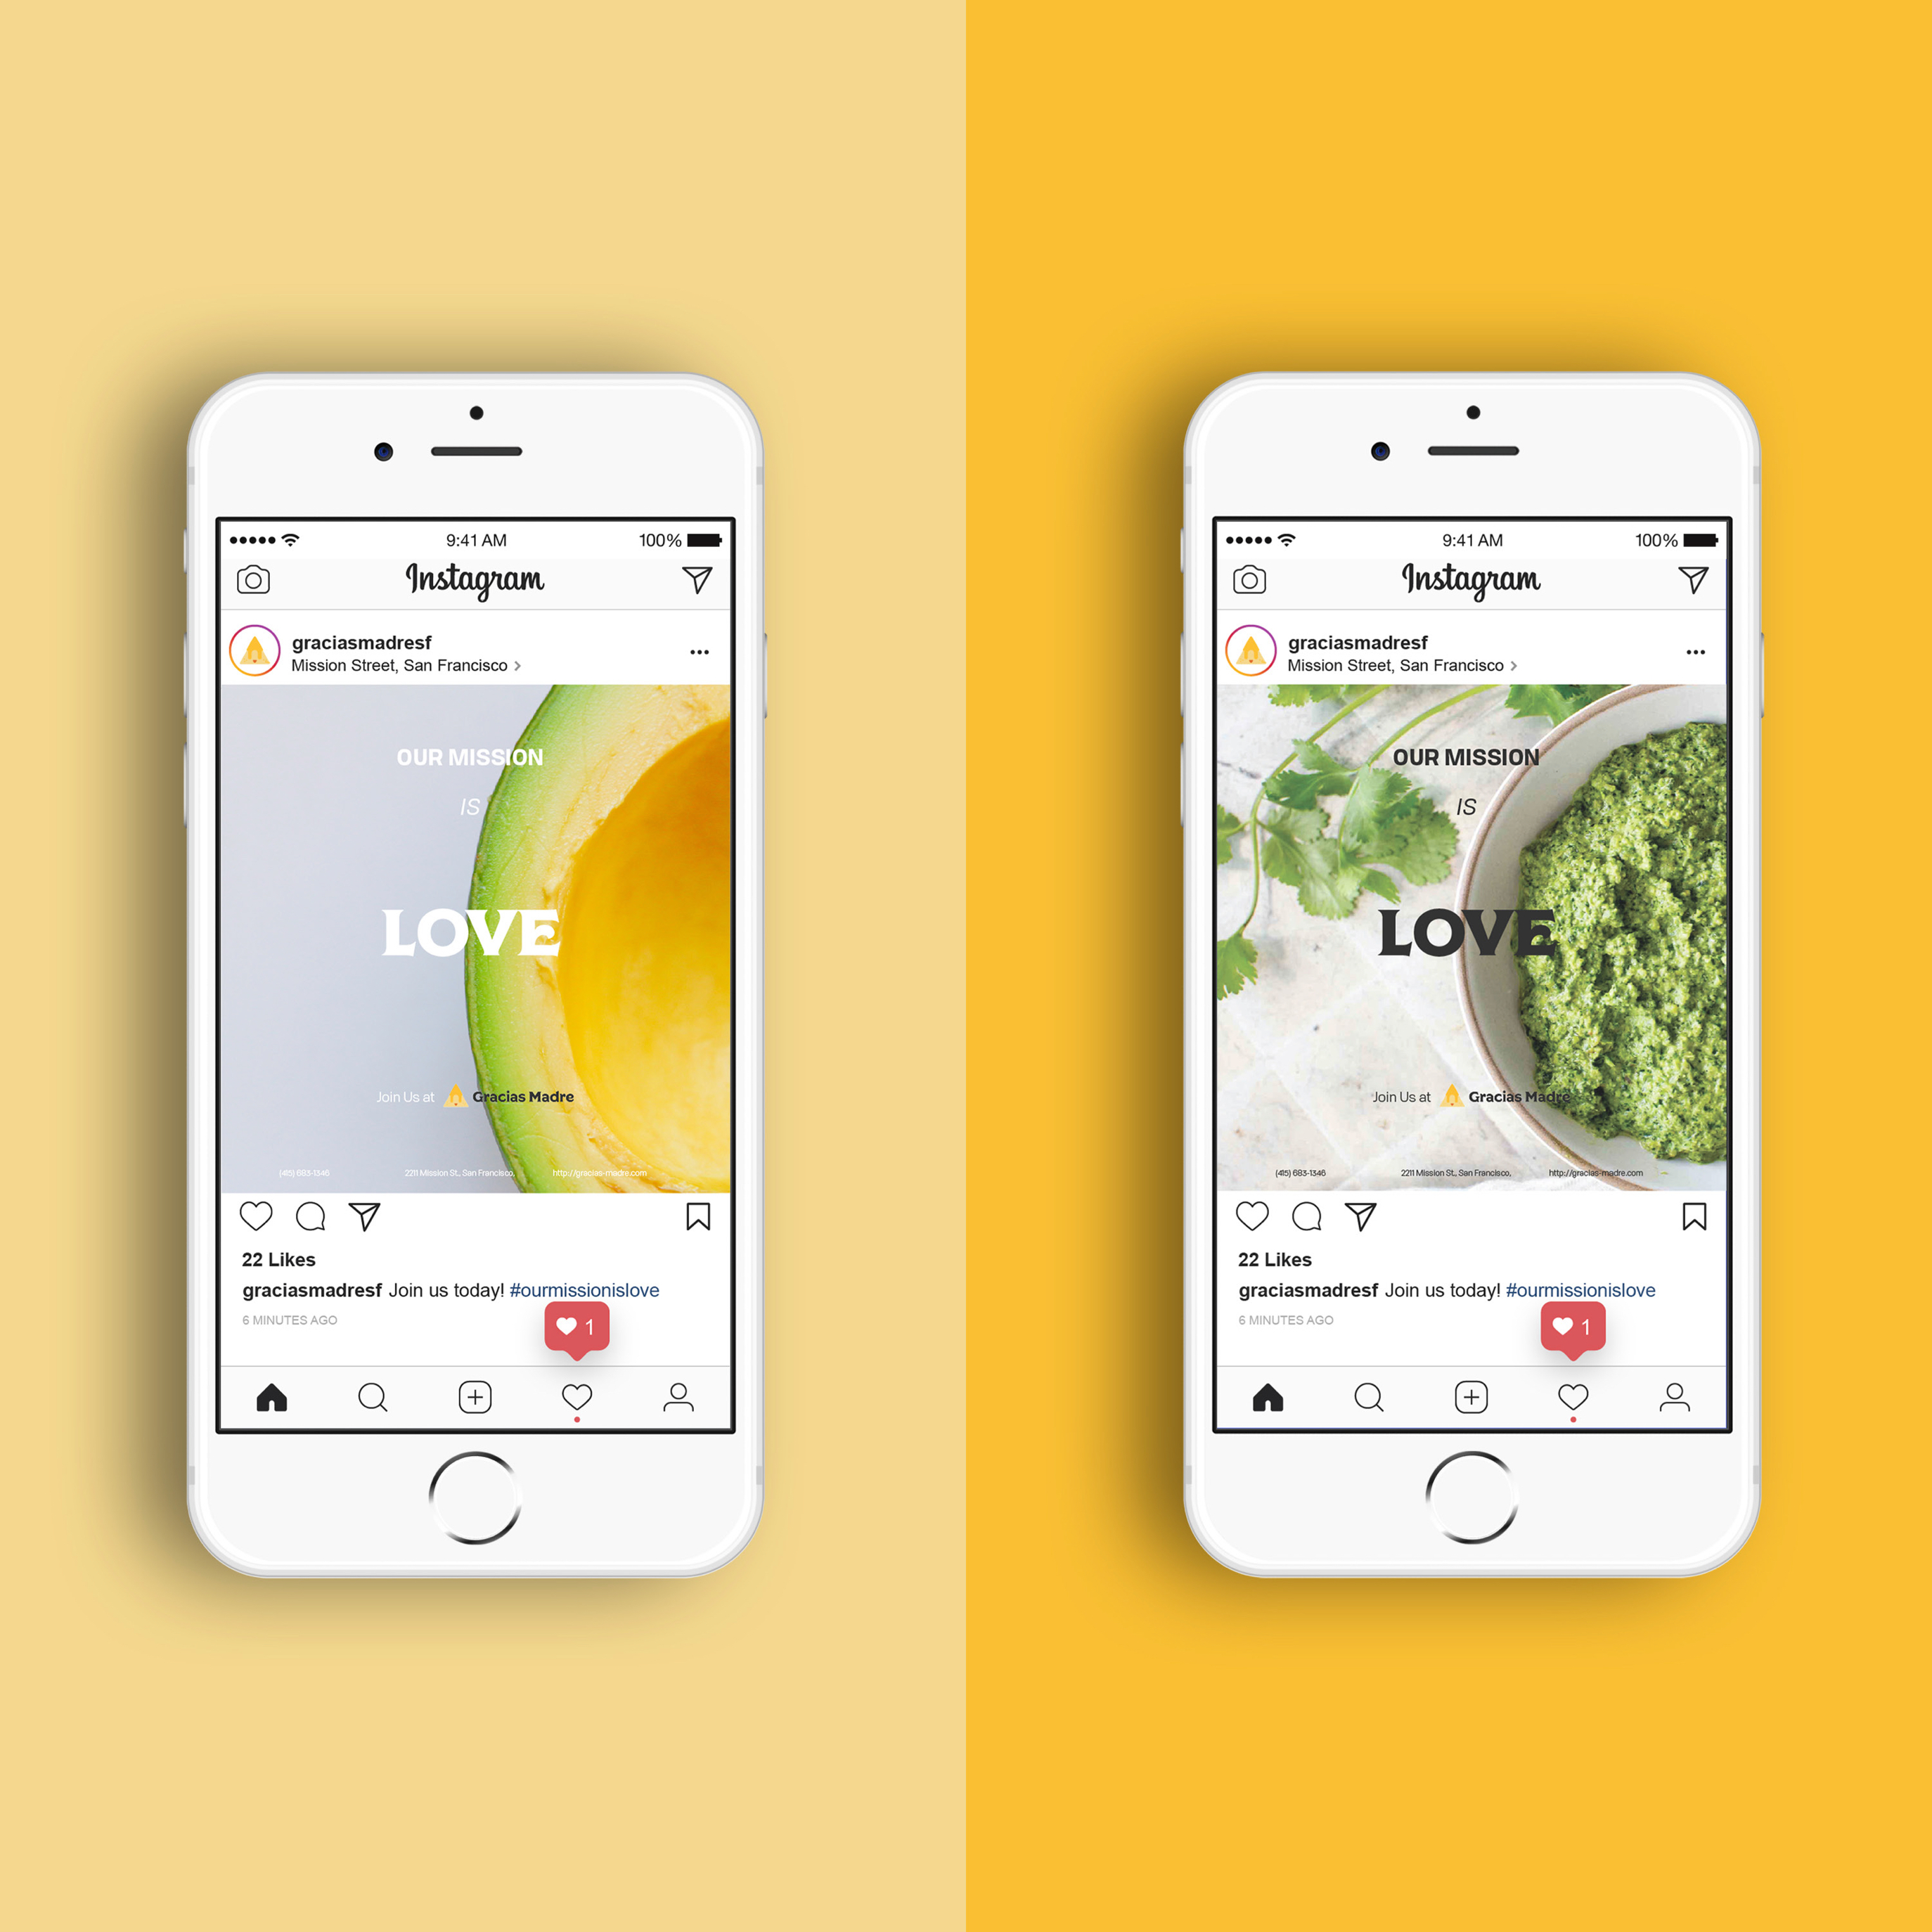 9:41 AM
100%
Instagram
graciasmadresf
Mission Street, San Francisco >
OUR MISSION
IS
LOVE
Join Us at Gracias Madre
(415) 683-1346
2211 Mission St., San Francisco,
http://gracias-madre.com
22 Likes
graciasmadresf Join us today! #ourmissionislove
1
6 MINUTES AGO
9:41 AM
100%
Instagram
graciasmadresf
Mission Street, San Francisco >
OUR MISSION
IS
LOVE
Join Us at Gracias Madre
(415) 683-1346
2211 Mission St., San Francisco,
http://gracias-madre.com
22 Likes
graciasmadresf Join us today! #ourmissionislove
1
6 MINUTES AGO